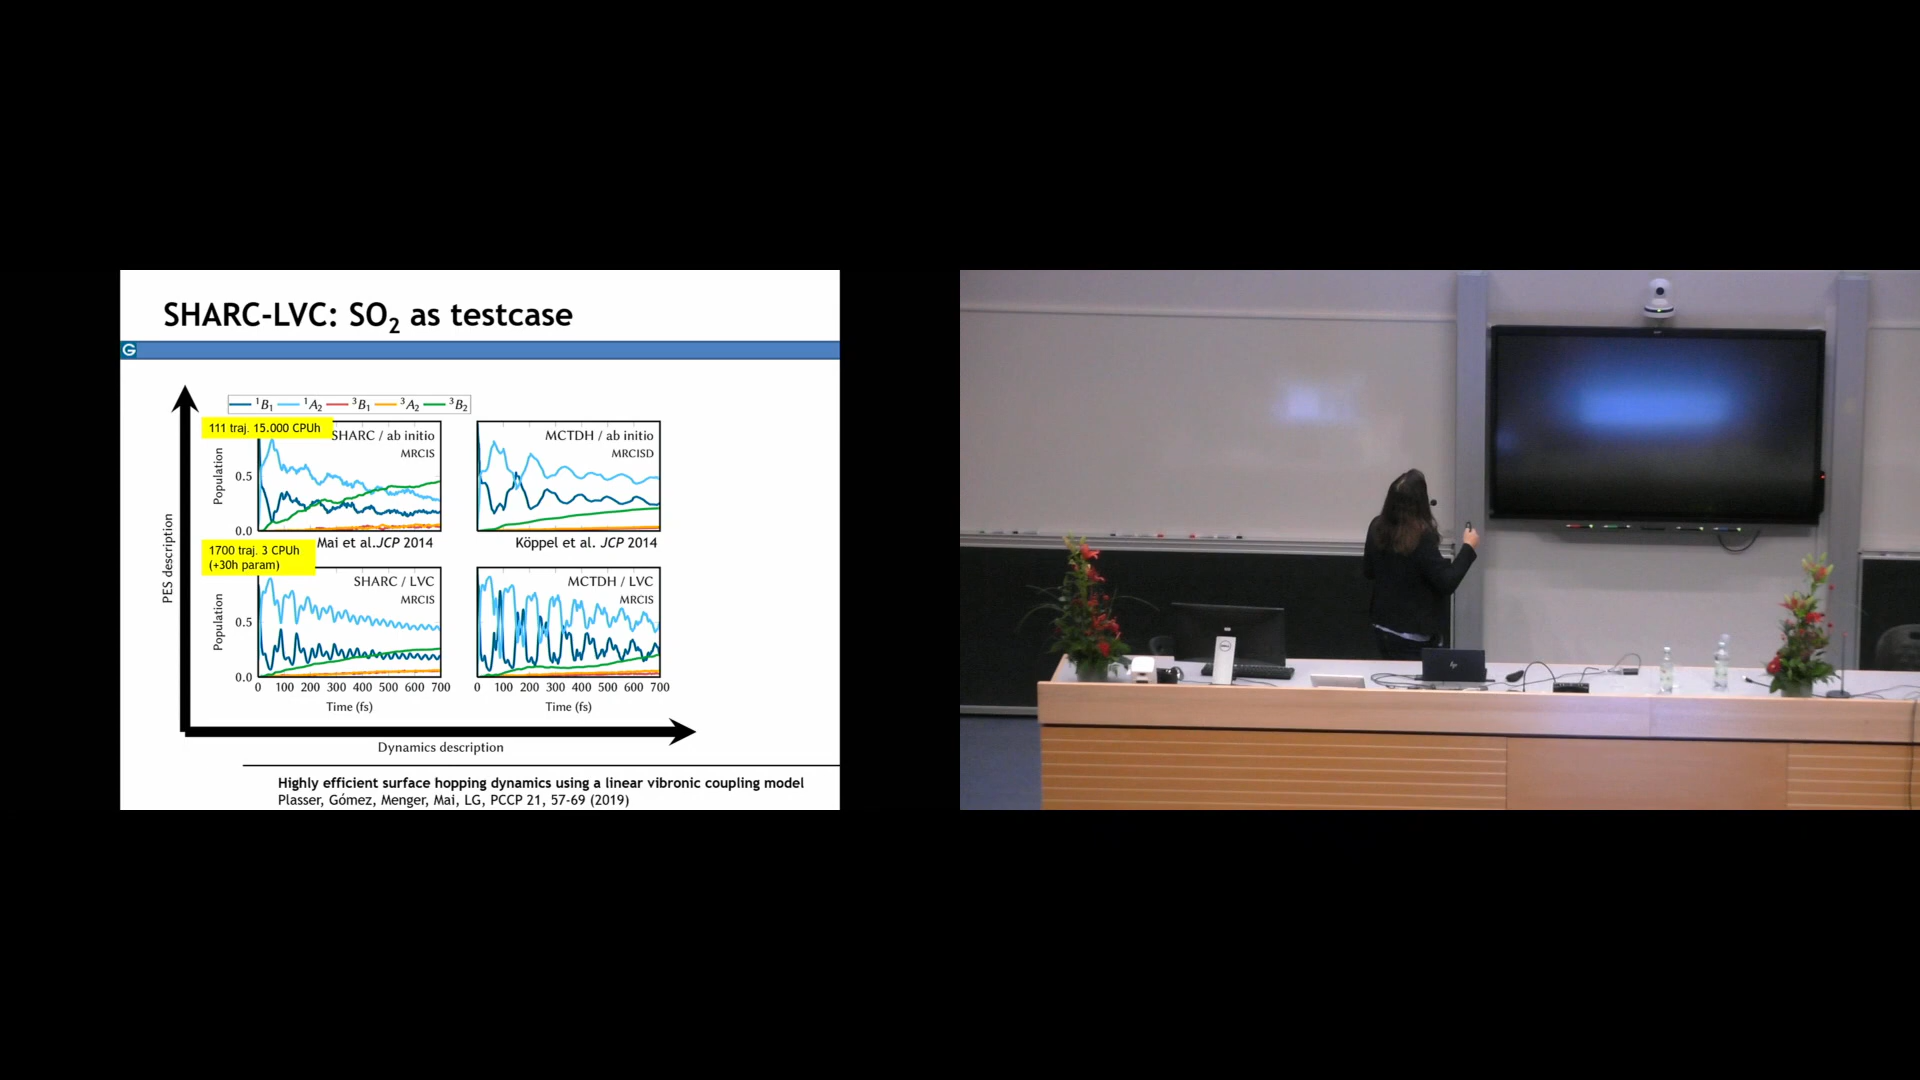 SHARC-LVC: SO2 as testcase
G
1B1 1A2 3B1 3A2 3B2
111 traj. 15.000 CPUh
SHARC / ab initio
MRCIS
MCTDH / ab initio
MRCISD
Population
0.5
0.0
Mai et al.JCP 2014
Köppel et al. JCP 2014
1700 traj. 3 CPUh
(+30h param)
SHARC / LVC
MRCIS
MCTDH / LVC
MRCIS
Population
0.5
0.0
0 100 200 300 400 500 600 700
0 100 200 300 400 500 600 700
Time (fs)
Time (fs)
PES description
Dynamics description
Highly efficient surface hopping dynamics using a linear vibronic coupling model
Plasser, Gómez, Menger, Mai, LG, PCCP 21, 57-69 (2019)